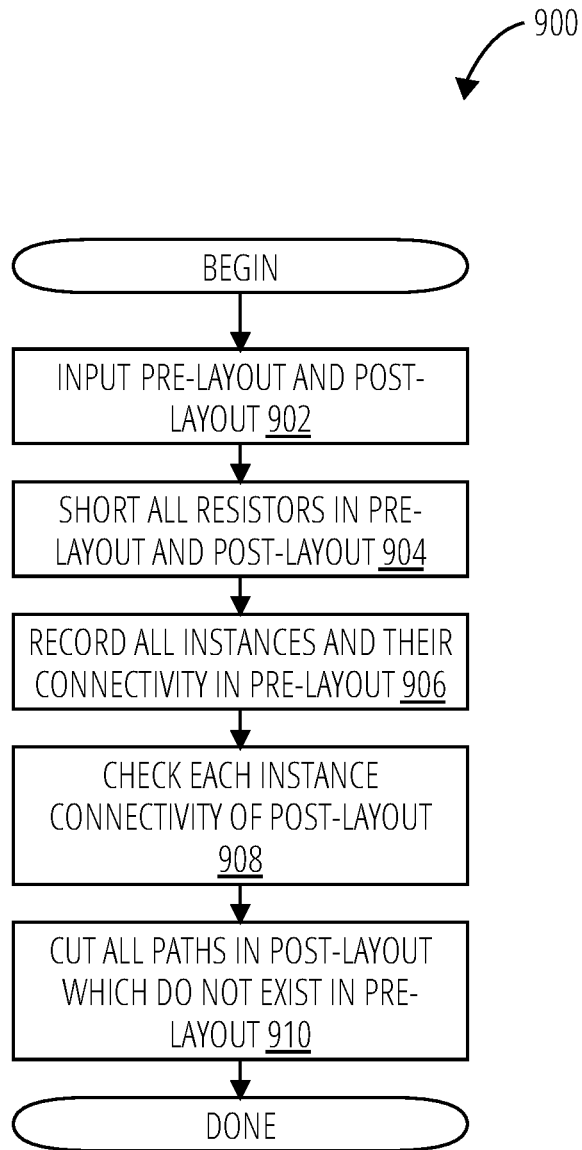 900
BEGIN
INPUT PRE-LAYOUT AND POST-
LAYOUT 902
SHORT ALL RESISTORS IN PRE-
LAYOUT AND POST-LAYOUT 904
RECORD ALL INSTANCES AND THEIR
CONNECTIVITY IN PRE-LAYOUT 906
CHECK EACH INSTANCE
CONNECTIVITY OF POST-LAYOUT
908
CUT ALL PATHS IN POST-LAYOUT
WHICH DO NOT EXIST IN PRE-
LAYOUT 910
DONE